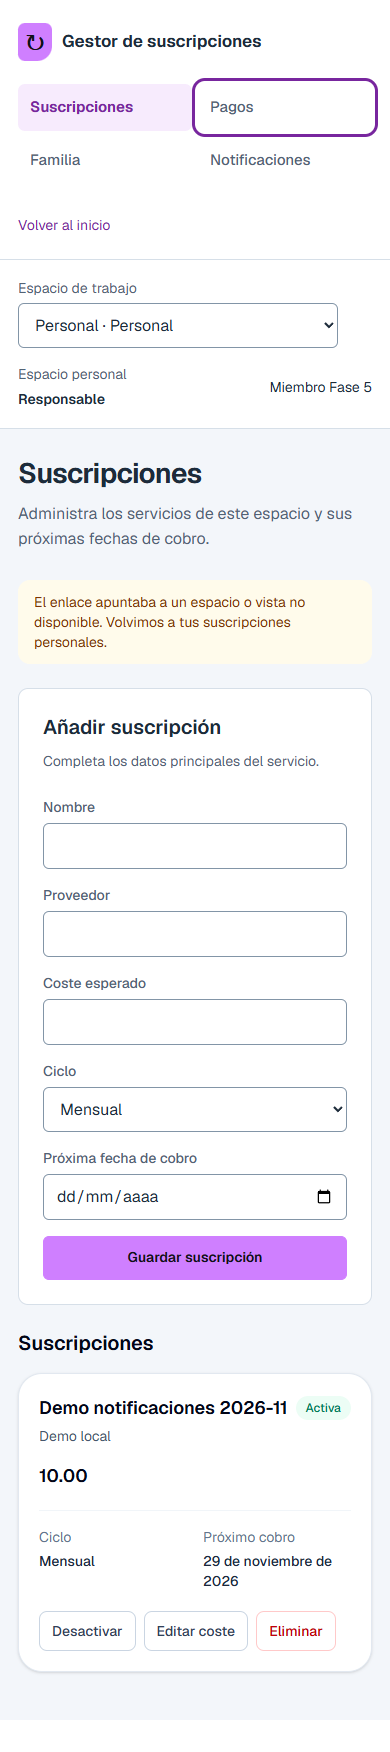 Gestor de suscripciones
Suscripciones
Pagos
Familia
Notificaciones
Volver al inicio
Espacio de trabajo
Personal · Personal
Espacio personal
Responsable
Miembro Fase 5
Suscripciones
Administra los servicios de este espacio y sus
próximas fechas de cobro.
El enlace apuntaba a un espacio o vista no
disponible. Volvimos a tus suscripciones
personales.
Añadir suscripción
Completa los datos principales del servicio.
Nombre
Proveedor
Coste esperado
Ciclo
Mensual
Próxima fecha de cobro
dd/mm/aaaa
Guardar suscripción
Suscripciones
Demo notificaciones 2026-11
Activa
Demo local
10.00
Ciclo
Próximo cobro
Mensual
29 de noviembre de
2026
Desactivar
Editar coste
Eliminar